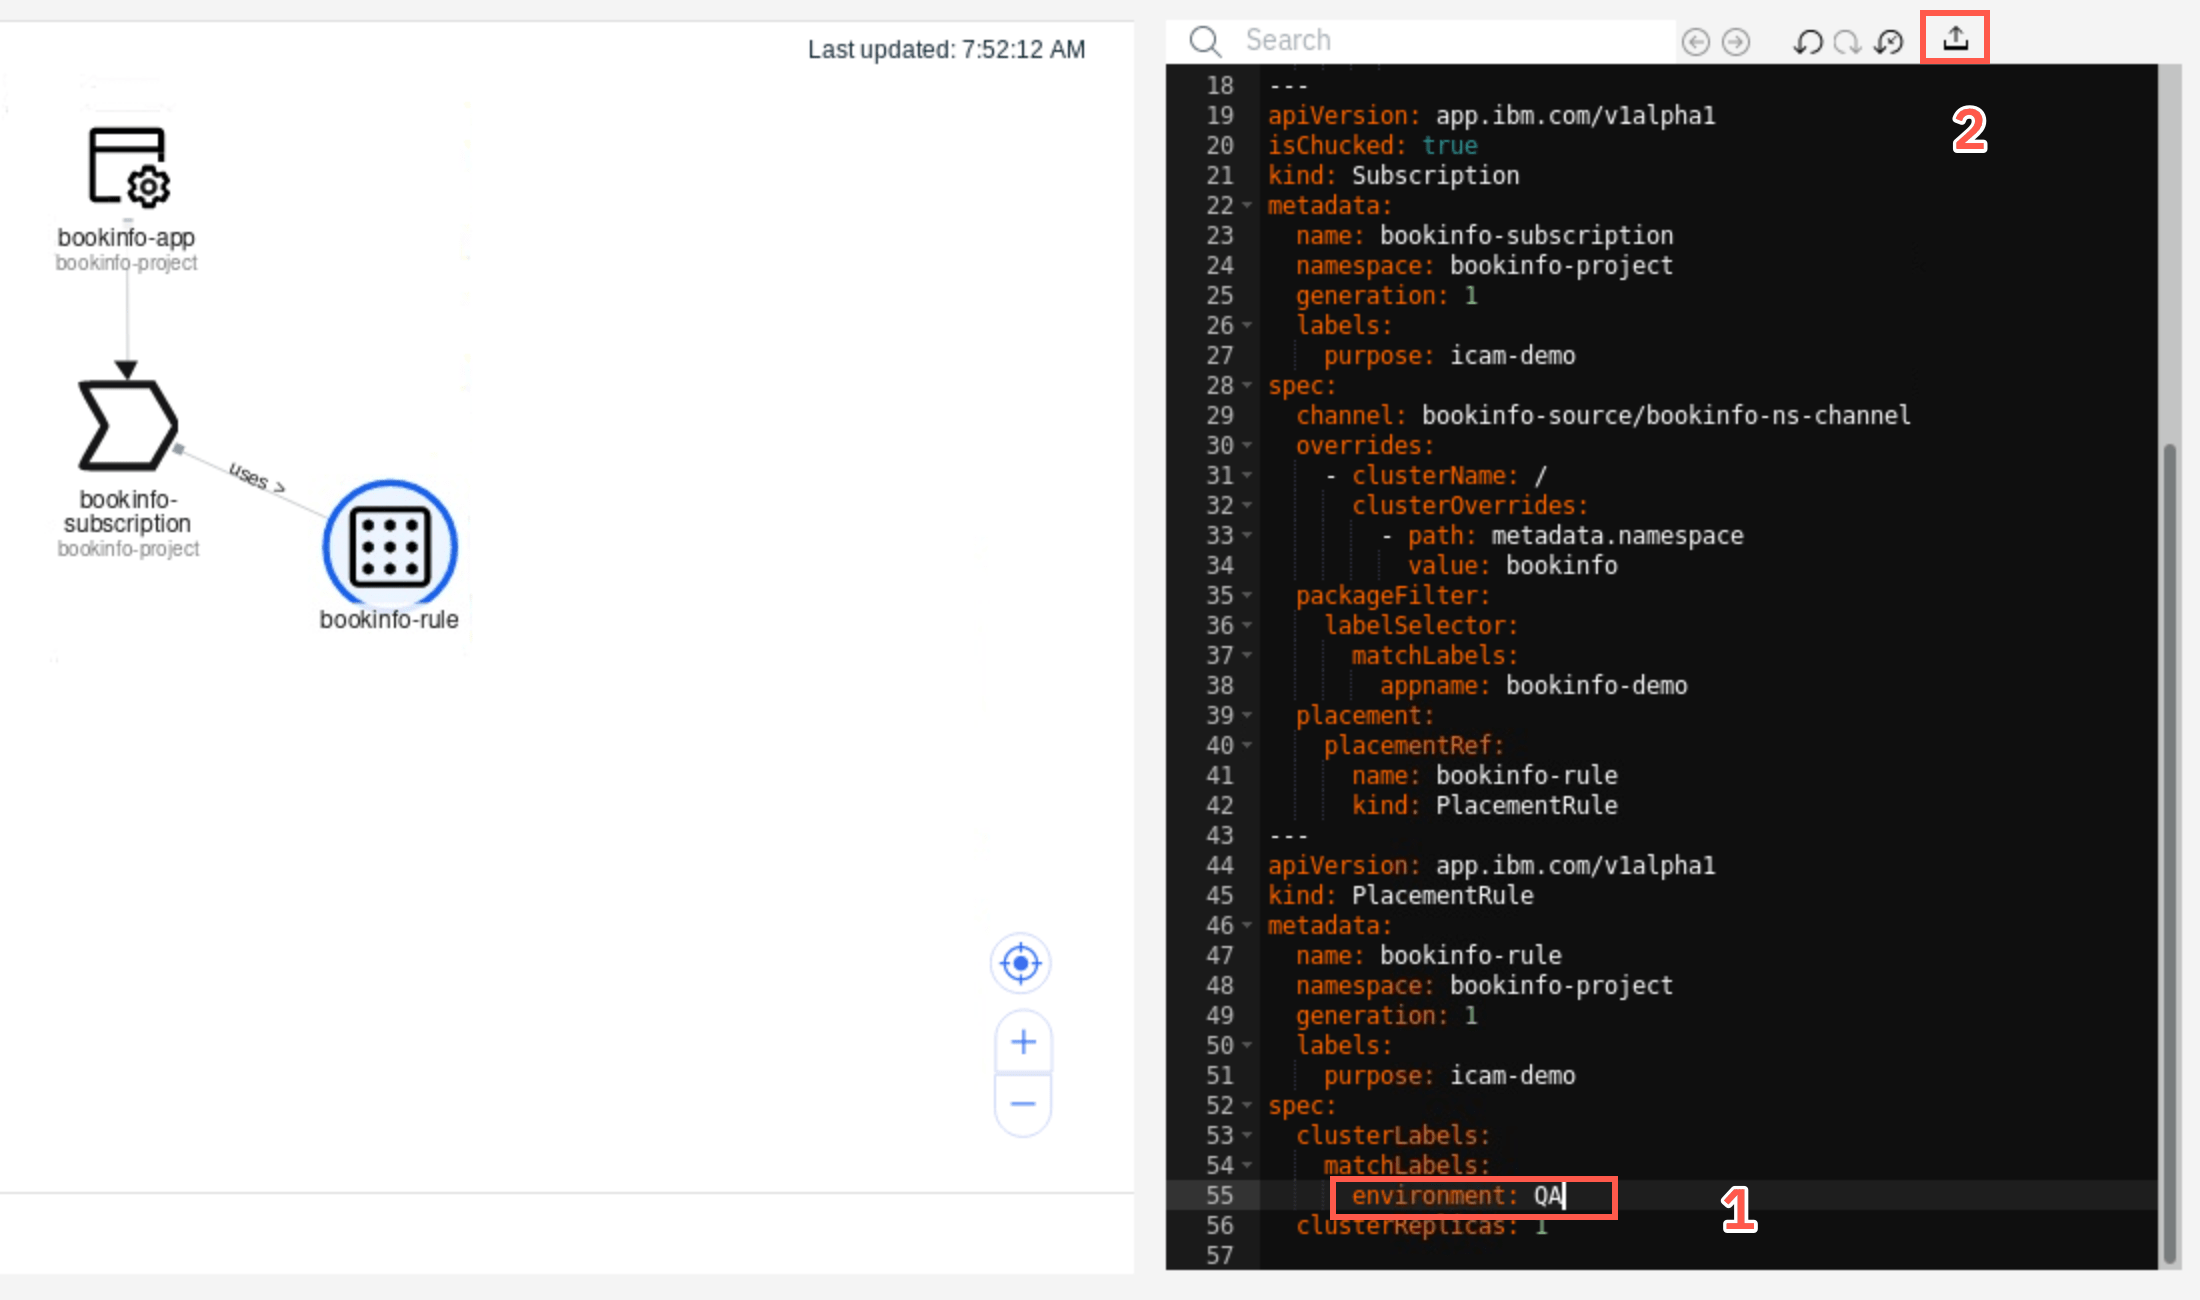 Last updated: 7:52:12 AM
bookinfo-app
bookinfo-project
bookinfo-
subscription
bookinfo-project
uses >
bookinfo-rule
Search
2
18 ---
19 apiVersion: app.ibm.com/v1alpha1
20 isChucked: true
21 kind: Subscription
22 metadata:
23   name: bookinfo-subscription
24   namespace: bookinfo-project
25   generation: 1
26   labels:
27     purpose: icam-demo
28 spec:
29   channel: bookinfo-source/bookinfo-ns-channel
30   overrides:
31     - clusterName: /
32       clusterOverrides:
33         - path: metadata.namespace
34           value: bookinfo
35   packageFilter:
36     labelSelector:
37       matchLabels:
38         appname: bookinfo-demo
39   placement:
40     placementRef:
41       name: bookinfo-rule
42       kind: PlacementRule
43 ---
44 apiVersion: app.ibm.com/v1alpha1
45 kind: PlacementRule
46 metadata:
47   name: bookinfo-rule
48   namespace: bookinfo-project
49   generation: 1
50   labels:
51     purpose: icam-demo
52 spec:
53   clusterLabels:
54     matchLabels:
55       environment: QA
1
56   clusterReplicas: 1
57